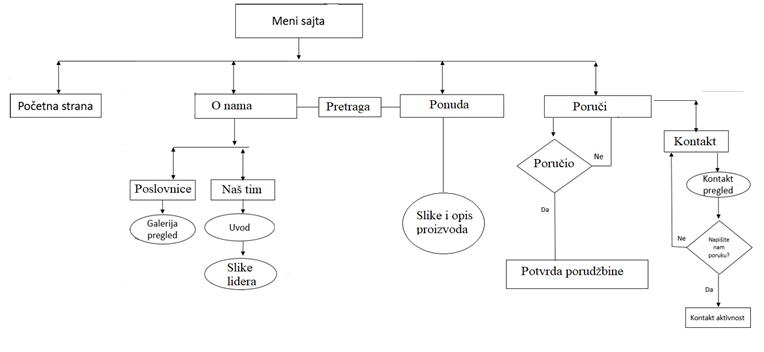 Meni sajta
Početna strana
O nama
Pretraga
Ponuda
Poruči
Kontakt
Poručio
Ne
Da
Potvrda porudžbine
Poslovnice
Naš tim
Galerija
pregled
Uvod
Slike
lidera
Slike i opis
proizvoda
Kontakt
pregled
Napišite
nam
poruku?
Ne
Da
Kontakt aktivnost